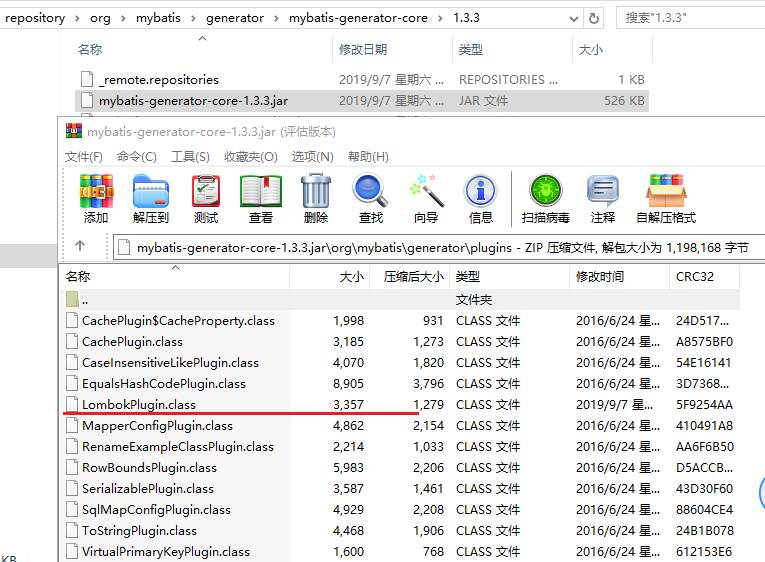 repository › org › mybatis › generator › mybatis-generator-core › 1.3.3 搜索"1.3.3"
名称 修改日期 类型 大小
_remote.repositories 2019/9/7 星期六 ... REPOSITORIES ... 1 KB
mybatis-generator-core-1.3.3.jar 2019/9/7 星期六 ... JAR 文件 526 KB
mybatis-generator-core-1.3.3.jar (评估版本)
文件(F) 命令(C) 工具(S) 收藏夹(O) 选项(N) 帮助(H)
添加 解压到 测试 查看 删除 查找 向导 信息 扫描病毒 注释 自解压格式
mybatis-generator-core-1.3.3.jar\org\mybatis\generator\plugins - ZIP 压缩文件, 解包大小为 1,198,168 字节
名称 大小 压缩后大小 类型 修改时间 CRC32
.. 文件夹
CachePlugin$CacheProperty.class 1,998 931 CLASS 文件 2016/6/24 星... 24D517...
CachePlugin.class 3,185 1,273 CLASS 文件 2016/6/24 星... A8575BF0
CaseInsensitiveLikePlugin.class 4,070 1,820 CLASS 文件 2016/6/24 星... 54E16141
EqualsHashCodePlugin.class 8,905 3,796 CLASS 文件 2016/6/24 星... 3D7368...
LombokPlugin.class 3,357 1,279 CLASS 文件 2019/9/7 星... 5F9254AA
MapperConfigPlugin.class 4,862 2,154 CLASS 文件 2016/6/24 星... 410491A8
RenameExampleClassPlugin.class 2,214 1,033 CLASS 文件 2016/6/24 星... AA6F6B50
RowBoundsPlugin.class 5,983 2,206 CLASS 文件 2016/6/24 星... D5ACCB...
SerializablePlugin.class 3,587 1,461 CLASS 文件 2016/6/24 星... 43D30F60
SqlMapConfigPlugin.class 4,929 2,208 CLASS 文件 2016/6/24 星... 88604CE4
ToStringPlugin.class 4,468 1,906 CLASS 文件 2016/6/24 星... 24B1B078
VirtualPrimaryKeyPlugin.class 1,600 768 CLASS 文件 2016/6/24 星... 612153E6
KB